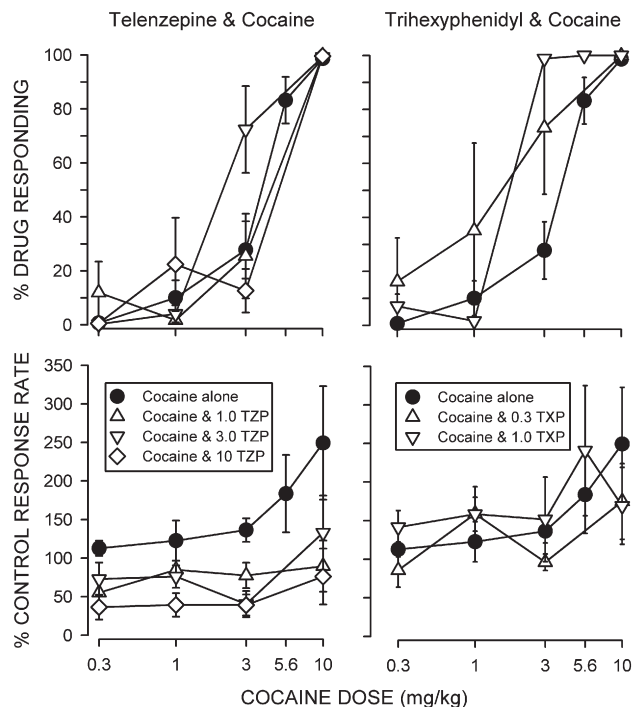 Telenzepine & Cocaine
Trihexyphenidyl & Cocaine
% DRUG RESPONDING
100
80
60
40
20
0
% CONTROL RESPONSE RATE
350
300
250
200
150
100
50
0
Cocaine alone
Cocaine & 1.0 TZP
Cocaine & 3.0 TZP
Cocaine & 10 TZP
Cocaine alone
Cocaine & 0.3 TXP
Cocaine & 1.0 TXP
0.3 1 3 5.6 10
0.3 1 3 5.6 10
COCAINE DOSE (mg/kg)